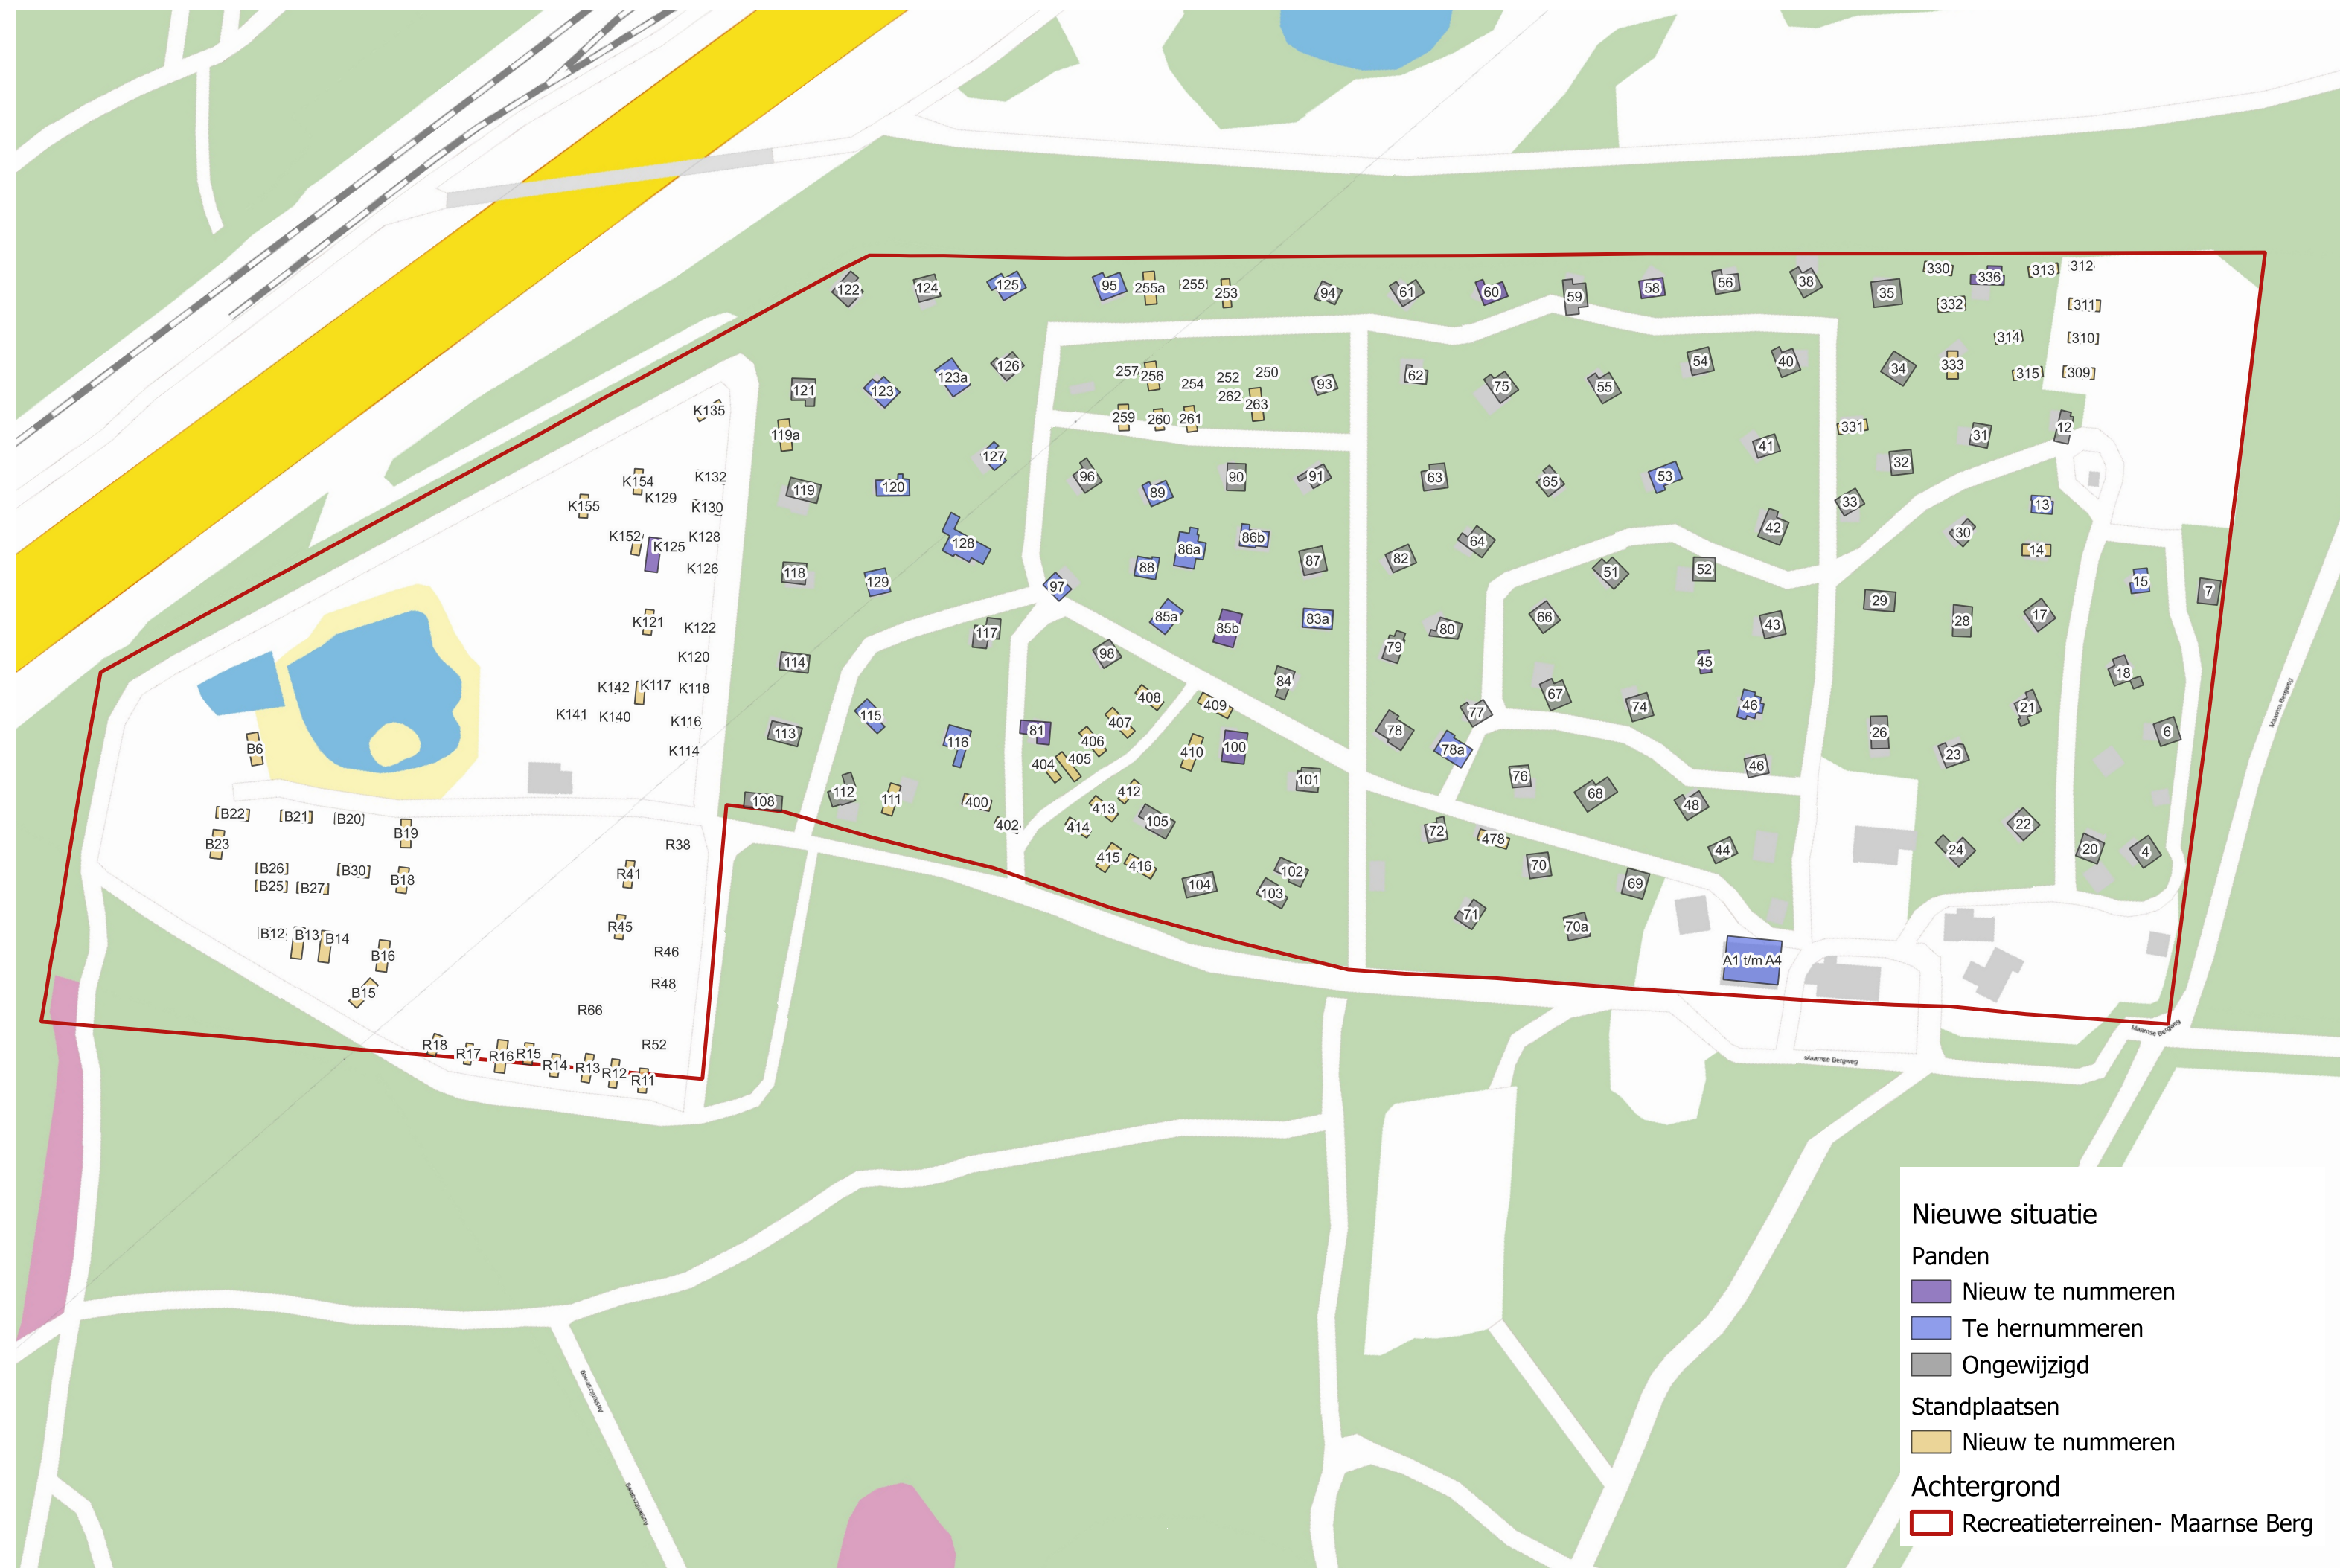 122
124
125
95
255a
255
253
94
61
60
59
58
56
38
35
330
336
313
312
332
[311]
314
[310]
333
315
[309]
121
123
123a
126
257
256
254
252
250
262
263
93
62
75
55
54
40
34
K135
119a
259
260
261
331
12
31
127
41
K154
K132
K129
K155
K130
119
120
96
89
90
91
63
65
53
32
33
13
K152
K125
K128
128
86a
86b
64
42
30
14
K126
118
129
97
88
87
82
51
52
15
7
K121
K122
117
85a
85b
83a
80
66
43
29
28
17
K120
114
98
79
45
18
K142
K117
K118
84
67
K141
K140
K116
115
408
409
407
78
77
74
46
21
B6
K114
113
116
81
406
404
405
410
100
78a
26
6
23
46
101
76
108
112
111
400
412
68
48
[B22]
[B21]
[B20]
B19
402
413
414
105
72
478
22
B23
R38
44
24
20
4
[B26]
[B30]
B18
R41
415
416
102
70
69
[B25]
[B27]
104
103
R45
71
70a
B12
B13
B14
B16
R46
A1 t/m A4
B15
R48
R66
R18
R17
R16
R15
R14
R13
R12
R11
R52
Maarnse Bergweg
Maarnse Bergweg
Maarnse Bergweg
Nieuwe situatie
Panden
Nieuw te nummeren
Te hernummeren
Ongewijzigd
Standplaatsen
Nieuw te nummeren
Achtergrond
Recreatieterreinen- Maarnse Berg